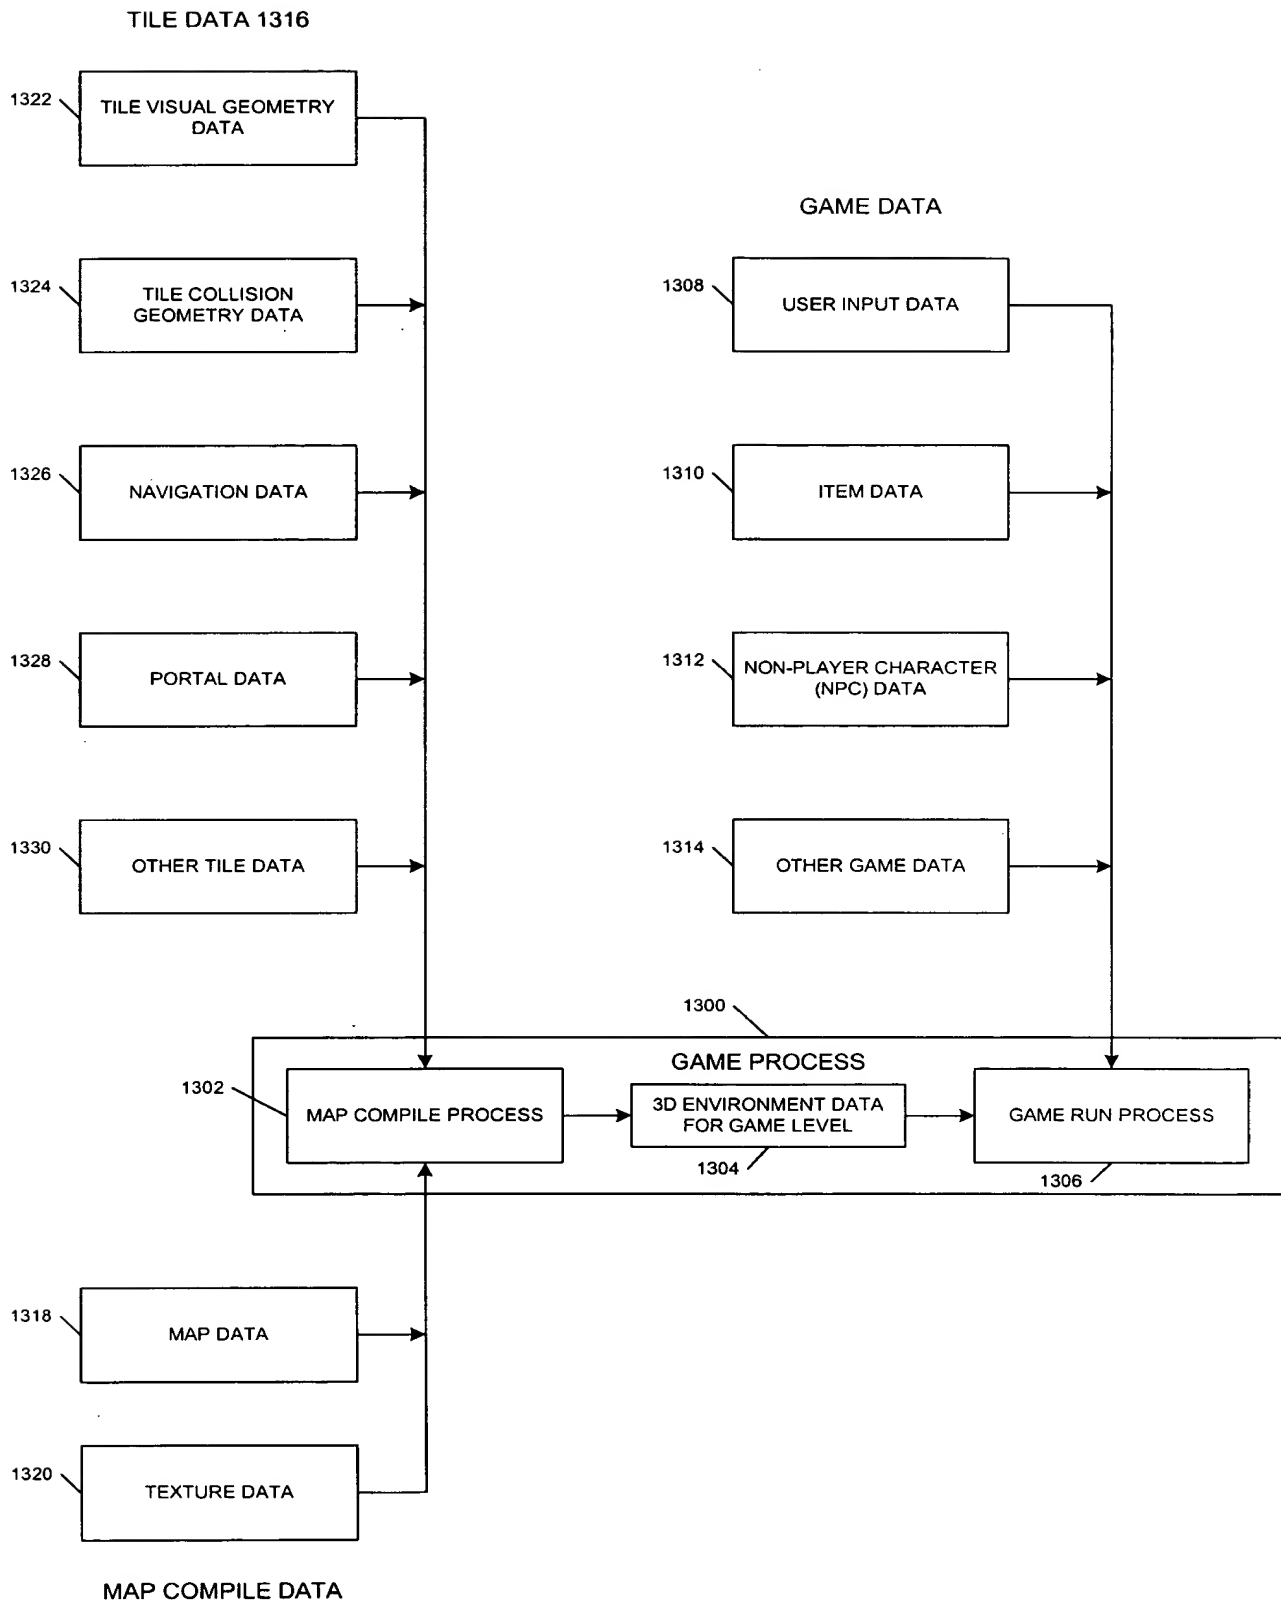 TILE DATA 1316
1322
TILE VISUAL GEOMETRY
DATA
1324
TILE COLLISION
GEOMETRY DATA
1326
NAVIGATION DATA
1328
PORTAL DATA
1330
OTHER TILE DATA
GAME DATA
1308
USER INPUT DATA
1310
ITEM DATA
1312
NON-PLAYER CHARACTER
(NPC) DATA
1314
OTHER GAME DATA
1300
GAME PROCESS
1302
MAP COMPILE PROCESS
3D ENVIRONMENT DATA
FOR GAME LEVEL
1304
GAME RUN PROCESS
1306
1318
MAP DATA
1320
TEXTURE DATA
MAP COMPILE DATA